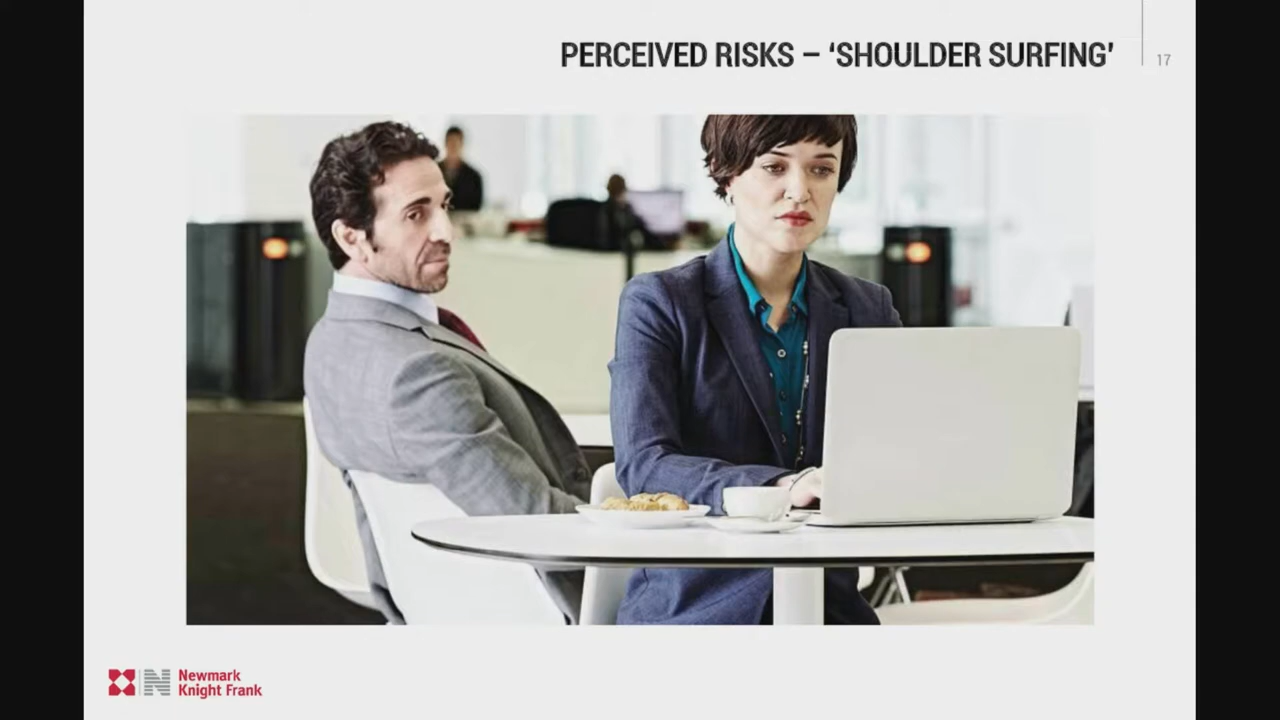 PERCEIVED RISKS – ‘SHOULDER SURFING’
17
Newmark
Knight Frank